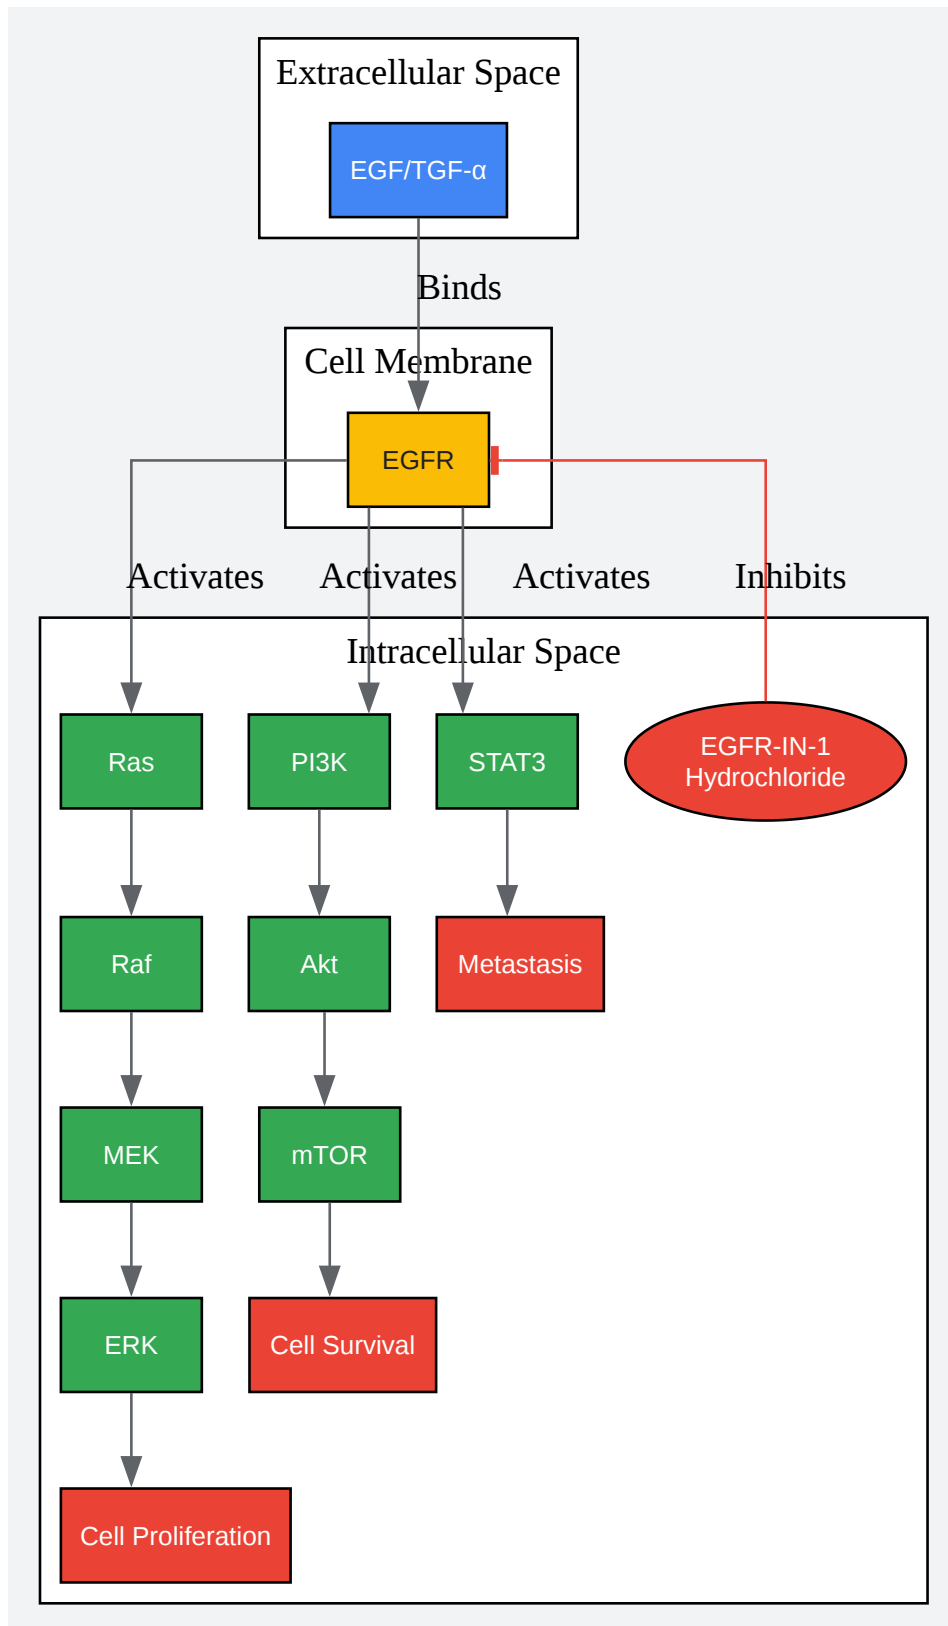 Extracellular Space
EGF/TGF-α
Binds
Cell Membrane
EGFR
Activates
Activates
Activates
Inhibits
Intracellular Space
Ras
PI3K
STAT3
EGFR-IN-1
Hydrochloride
Raf
Akt
Metastasis
MEK
mTOR
ERK
Cell Survival
Cell Proliferation